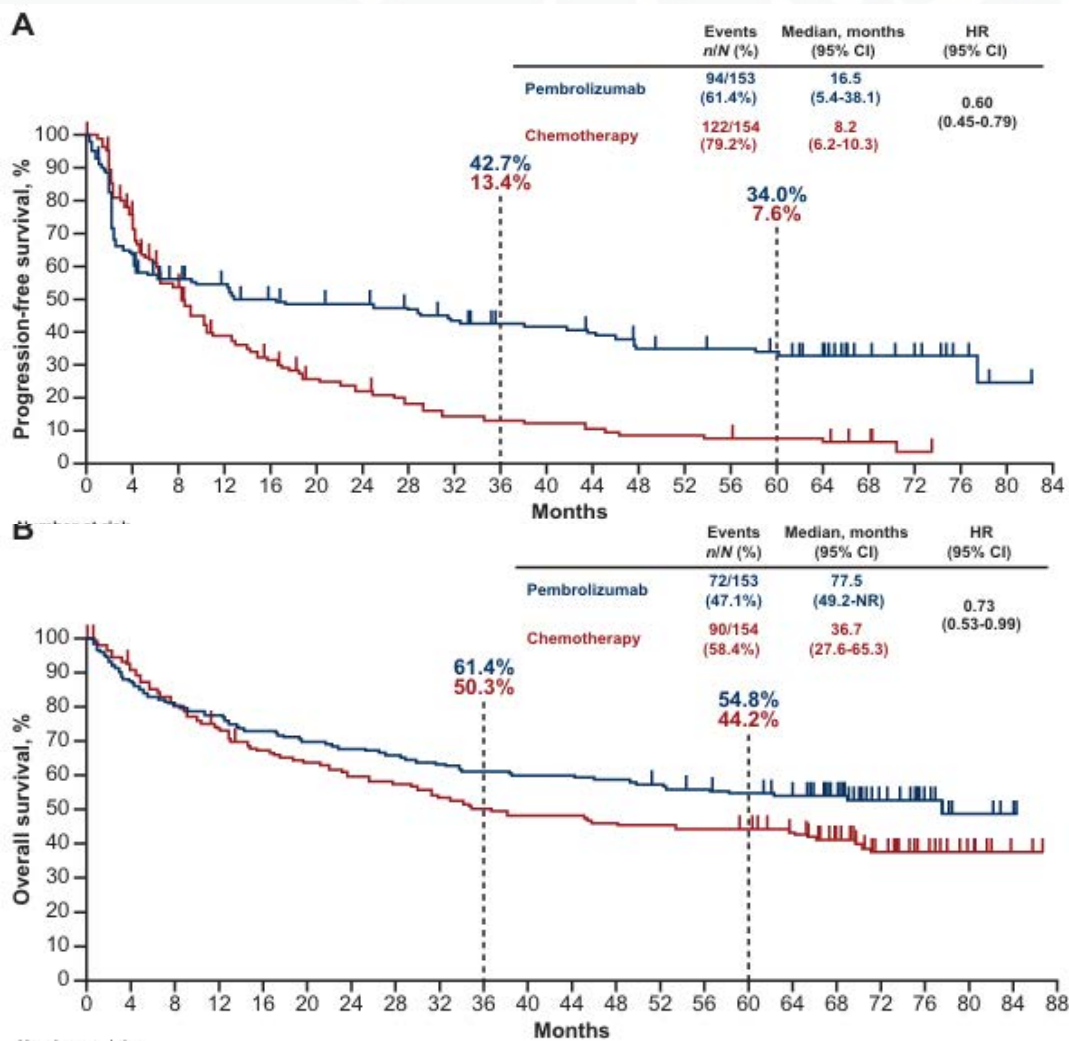 A
Events Median, months HR
n/N (%) (95% CI) (95% CI)
Pembrolizumab 94/153 16.5
(61.4%) (5.4-38.1)
0.60
(0.45-0.79)
Chemotherapy 122/154 8.2
(79.2%) (6.2-10.3)
42.7%
13.4%
34.0%
7.6%
Progression-free survival, %
100
90
80
70
60
50
40
30
20
10
0
0 4 8 12 16 20 24 28 32 36 40 44 48 52 56 60 64 68 72 76 80 84
Months
B
Events Median, months HR
n/N (%) (95% CI) (95% CI)
Pembrolizumab 72/153 77.5
(47.1%) (49.2-NR)
0.73
(0.53-0.99)
Chemotherapy 90/154 36.7
(58.4%) (27.6-65.3)
61.4%
50.3%
54.8%
44.2%
Overall survival, %
100
90
80
70
60
50
40
30
20
10
0
0 4 8 12 16 20 24 28 32 36 40 44 48 52 56 60 64 68 72 76 80 84 88
Months